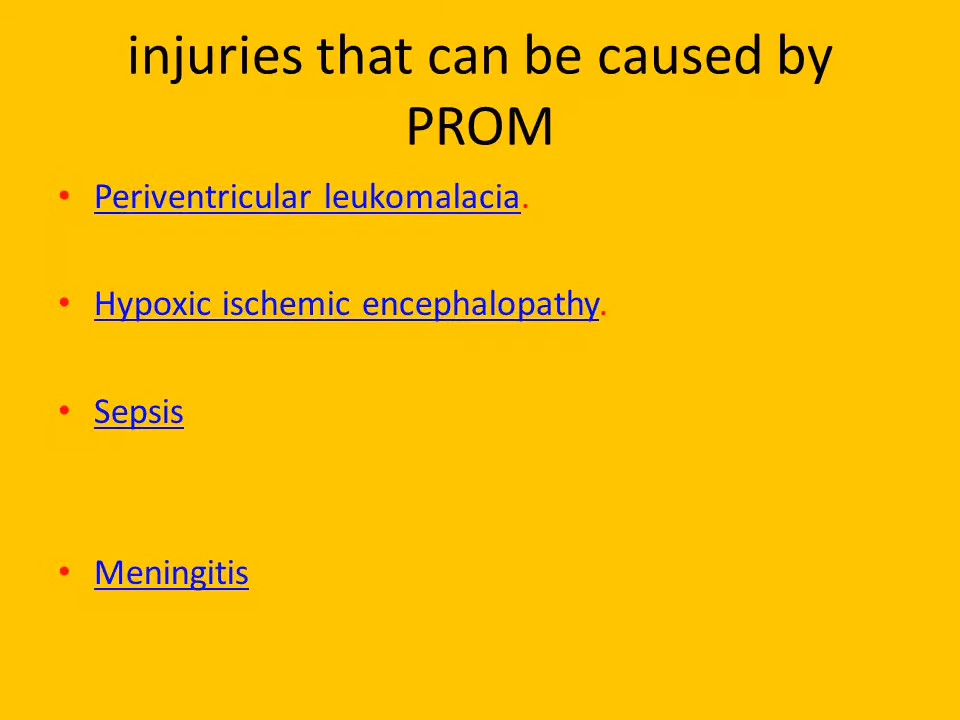 injuries that can be caused by
PROM
• Periventricular leukomalacia.
• Hypoxic ischemic encephalopathy.
• Sepsis
• Meningitis